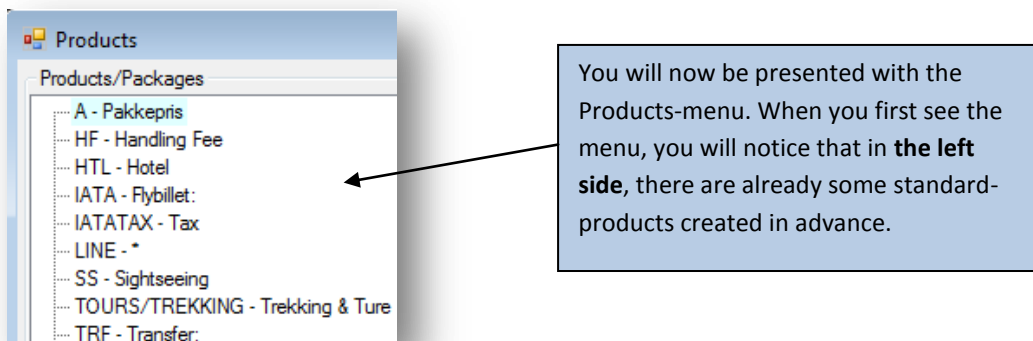 Products
Products/Packages
A - Pakkepris
HF - Handling Fee
HTL - Hotel
IATA - Flybillet:
IATATAX - Tax
LINE - *
SS - Sightseeing
TOURS/TREKKING - Trekking & Ture
TRF - Transfer:
You will now be presented with the
Products-menu. When you first see the
menu, you will notice that in the left
side, there are already some standard-
products created in advance.